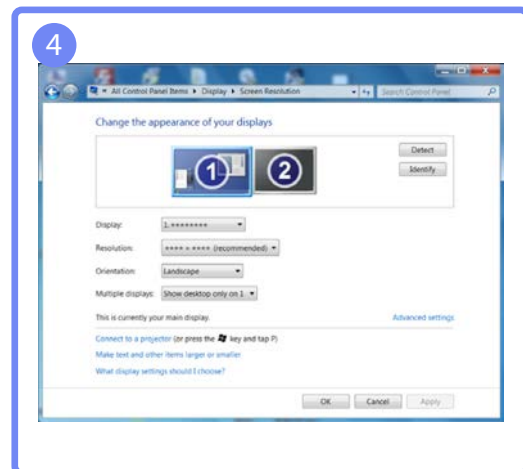 4
All Control Panel Items ▸ Display ▸ Screen Resolution
Search Control Panel
Change the appearance of your displays
1 2
Detect
Identify
Display: 1.********
Resolution: **** x **** (recommended)
Orientation: Landscape
Multiple displays: Show desktop only on 1
This is currently your main display. Advanced settings
Connect to a projector (or press the key and tap P)
Make text and other items larger or smaller
What display settings should I choose?
OK Cancel Apply